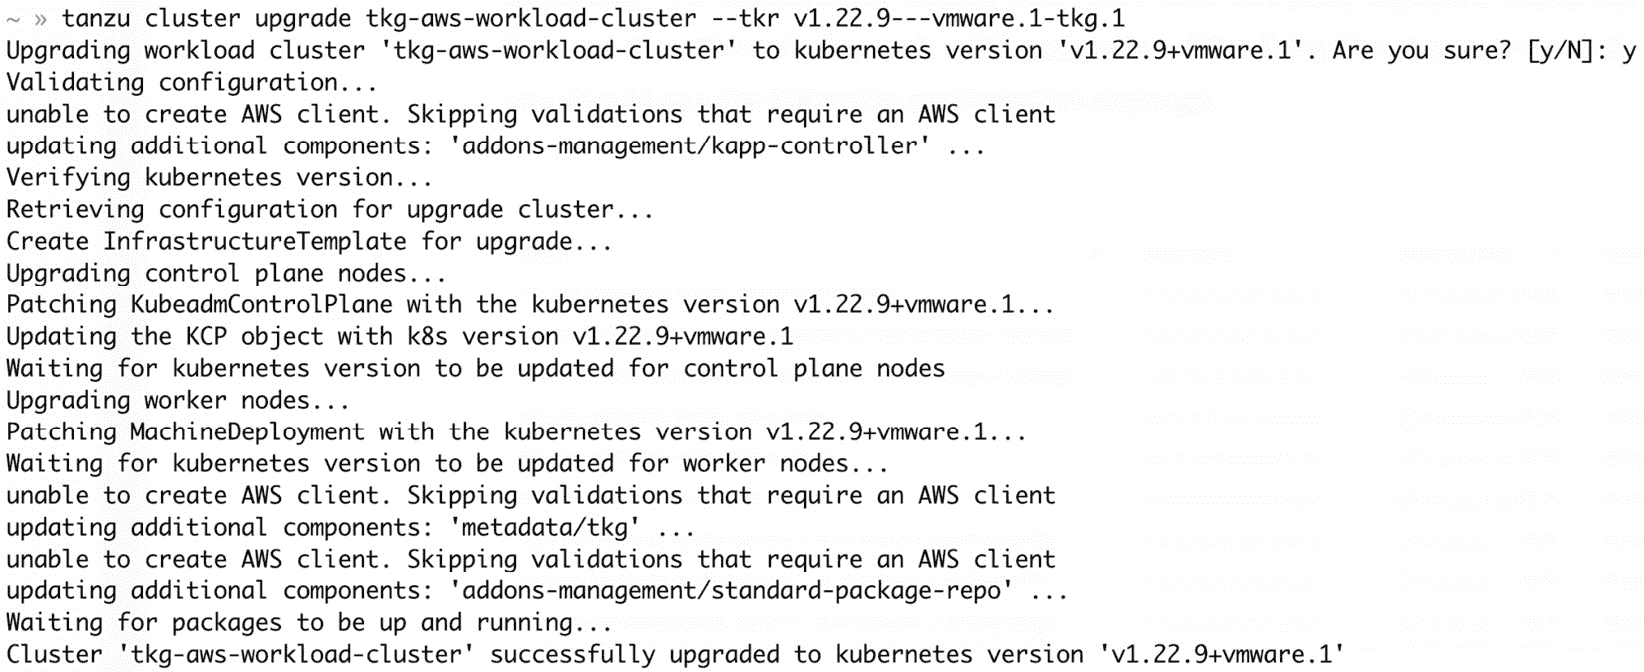 ~ » tanzu cluster upgrade tkg-aws-workload-cluster --tkr v1.22.9---vmware.1-tkg.1
Upgrading workload cluster 'tkg-aws-workload-cluster' to kubernetes version 'v1.22.9+vmware.1'. Are you sure? [y/N]: y
Validating configuration...
unable to create AWS client. Skipping validations that require an AWS client
updating additional components: 'addons-management/kapp-controller' ...
Verifying kubernetes version...
Retrieving configuration for upgrade cluster...
Create InfrastructureTemplate for upgrade...
Upgrading control plane nodes...
Patching KubeadmControlPlane with the kubernetes version v1.22.9+vmware.1...
Updating the KCP object with k8s version v1.22.9+vmware.1
Waiting for kubernetes version to be updated for control plane nodes
Upgrading worker nodes...
Patching MachineDeployment with the kubernetes version v1.22.9+vmware.1...
Waiting for kubernetes version to be updated for worker nodes...
unable to create AWS client. Skipping validations that require an AWS client
updating additional components: 'metadata/tkg' ...
unable to create AWS client. Skipping validations that require an AWS client
updating additional components: 'addons-management/standard-package-repo' ...
Waiting for packages to be up and running...
Cluster 'tkg-aws-workload-cluster' successfully upgraded to kubernetes version 'v1.22.9+vmware.1'